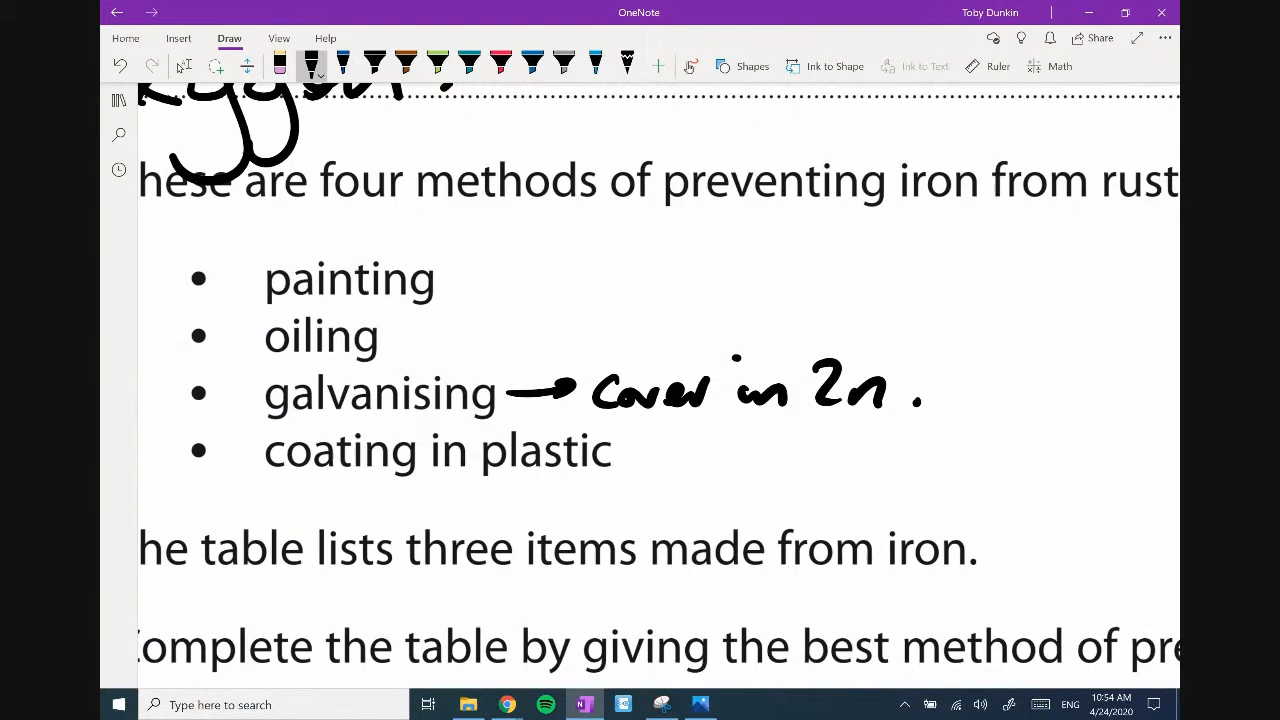 OneNote
Toby Dunkin
Home Insert Draw View Help
Share
Shapes Ink to Shape Ink to Text Ruler Math
hese are four methods of preventing iron from rust
• painting
• oiling
• galvanising → cover in Zn .
• coating in plastic
he table lists three items made from iron.
Complete the table by giving the best method of pre
Type here to search
ENG
10:54 AM
4/24/2020